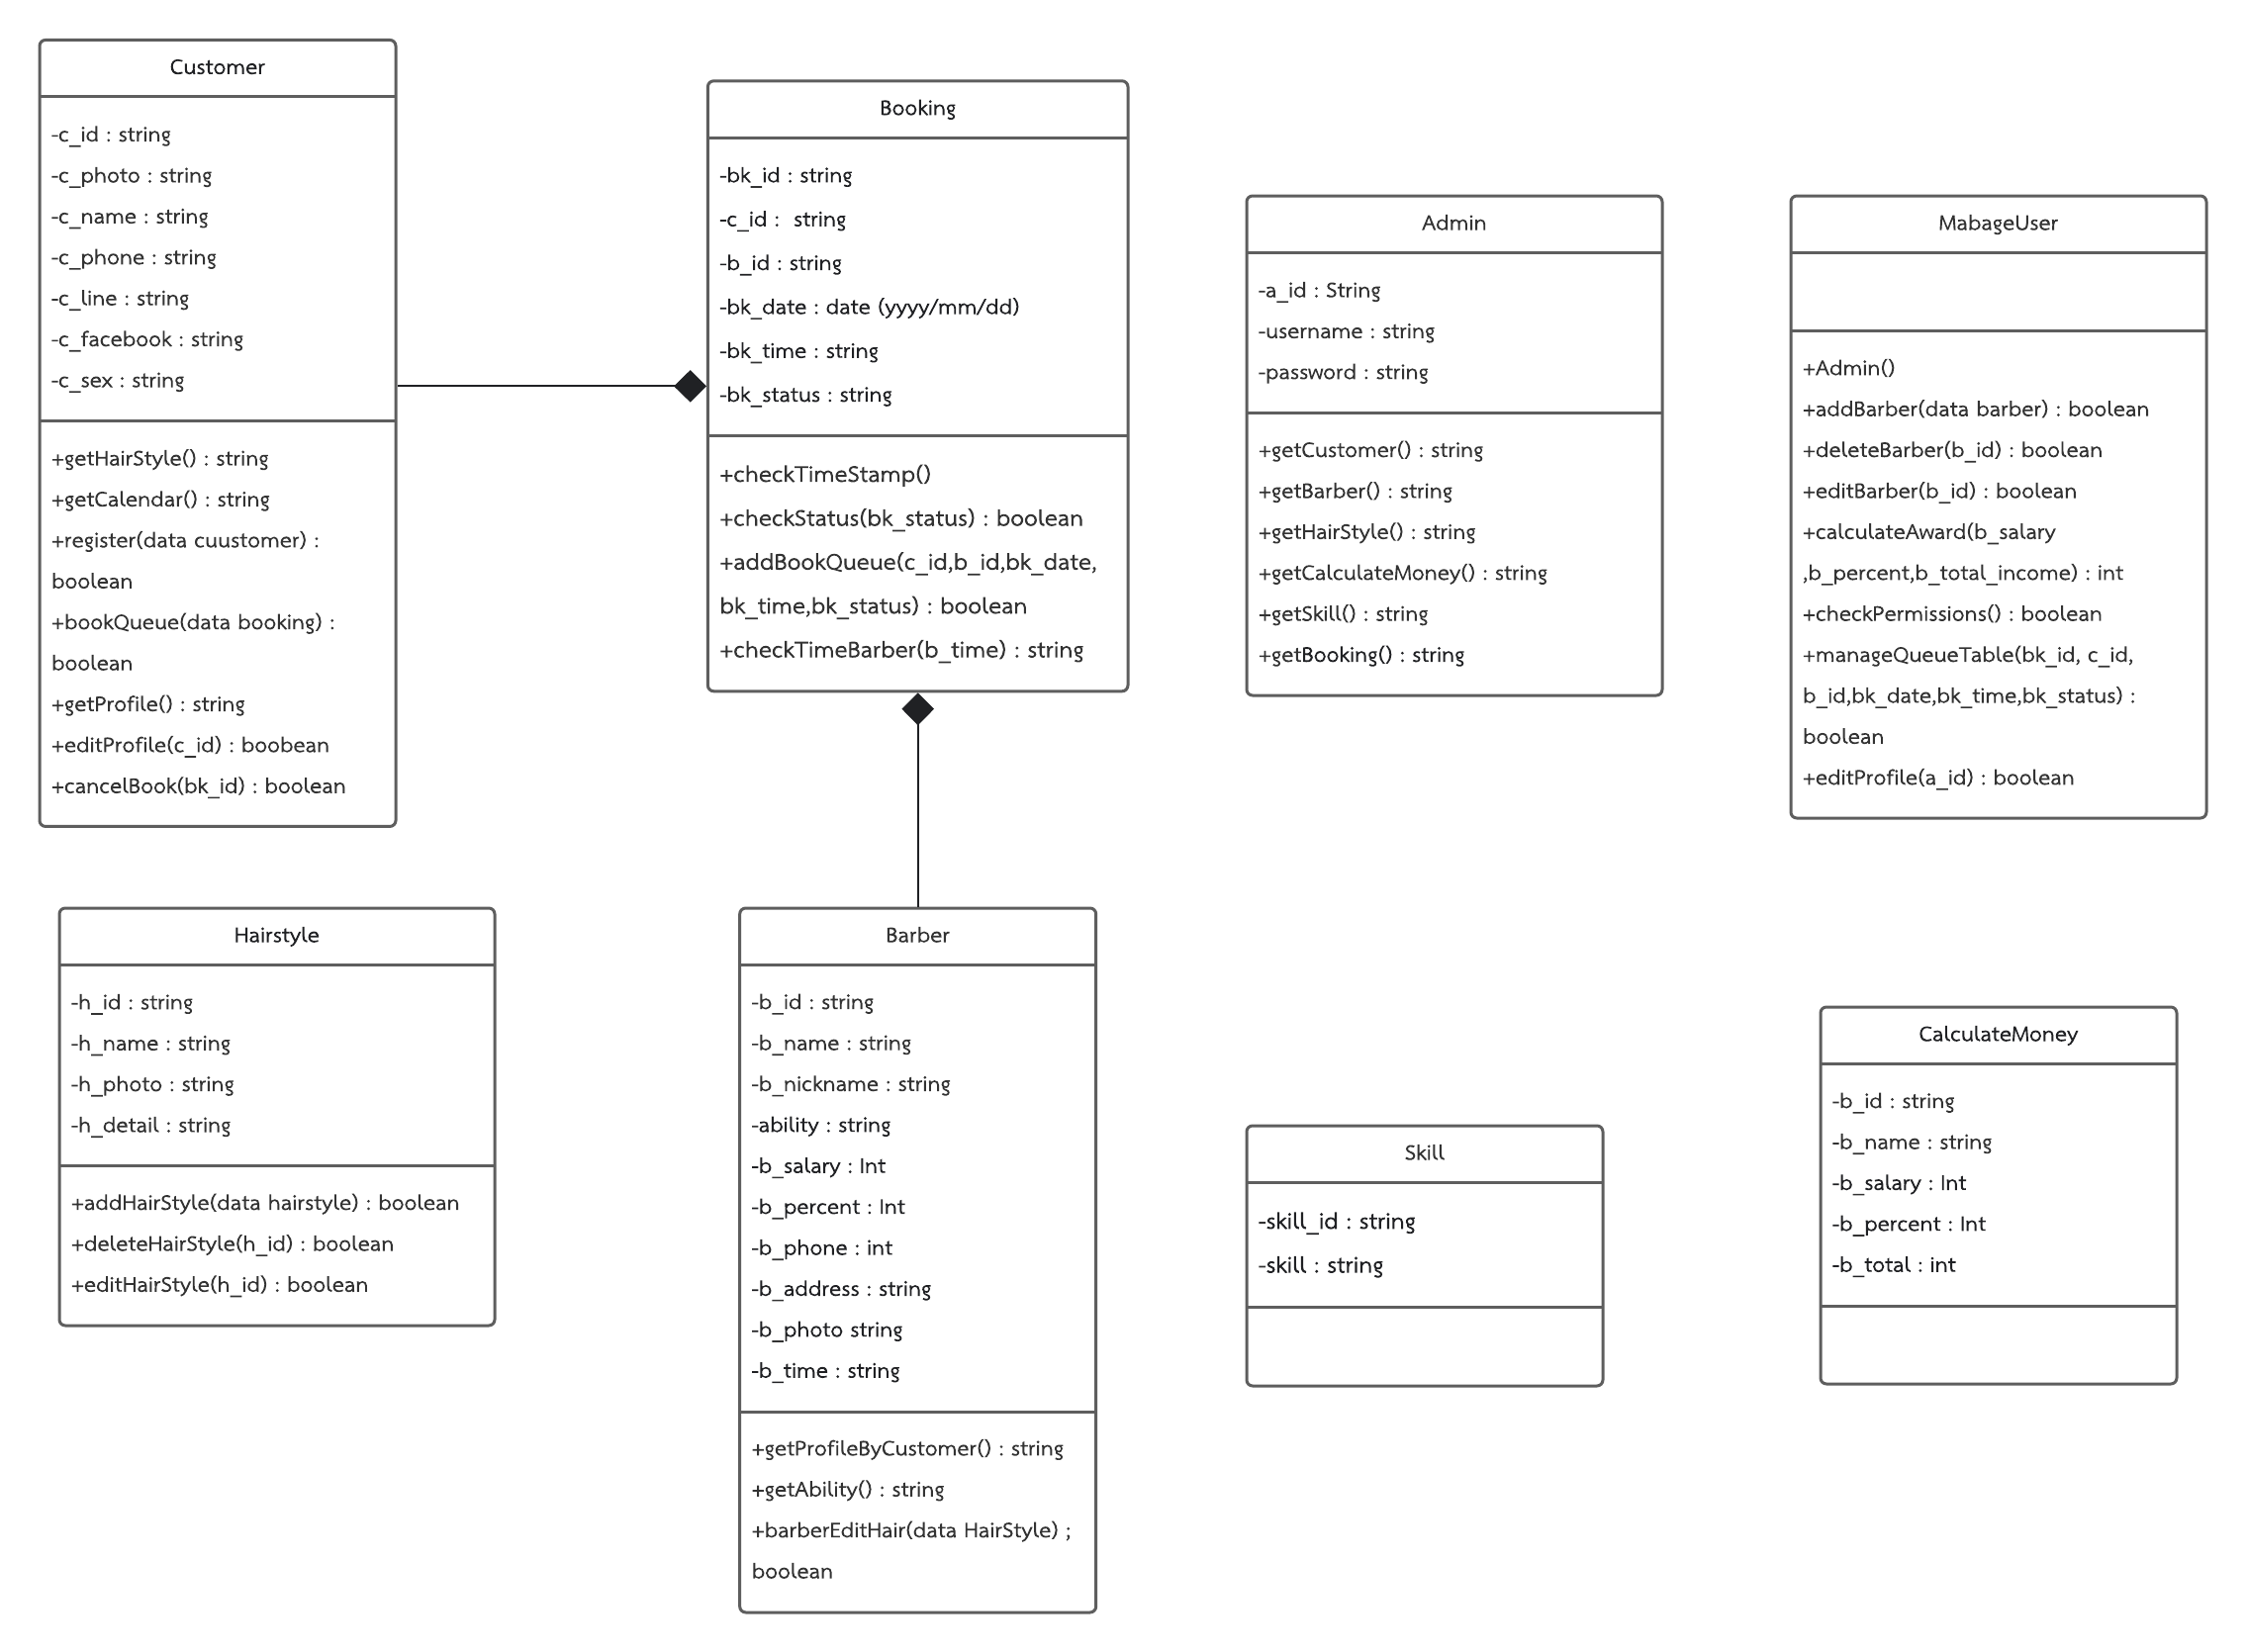 Customer
-c_id : string
-c_photo : string
-c_name : string
-c_phone : string
-c_line : string
-c_facebook : string
-c_sex : string
+getHairStyle() : string
+getCalendar() : string
+register(data cuustomer) :
boolean
+bookQueue(data booking) :
boolean
+getProfile() : string
+editProfile(c_id) : boobean
+cancelBook(bk_id) : boolean
Booking
-bk_id : string
-c_id :  string
-b_id : string
-bk_date : date (yyyy/mm/dd)
-bk_time : string
-bk_status : string
+checkTimeStamp()
+checkStatus(bk_status) : boolean
+addBookQueue(c_id,b_id,bk_date,
bk_time,bk_status) : boolean
+checkTimeBarber(b_time) : string
Admin
-a_id : String
-username : string
-password : string
+getCustomer() : string
+getBarber() : string
+getHairStyle() : string
+getCalculateMoney() : string
+getSkill() : string
+getBooking() : string
MabageUser
+Admin()
+addBarber(data barber) : boolean
+deleteBarber(b_id) : boolean
+editBarber(b_id) : boolean
+calculateAward(b_salary
,b_percent,b_total_income) : int
+checkPermissions() : boolean
+manageQueueTable(bk_id, c_id,
b_id,bk_date,bk_time,bk_status) :
boolean
+editProfile(a_id) : boolean
Hairstyle
-h_id : string
-h_name : string
-h_photo : string
-h_detail : string
+addHairStyle(data hairstyle) : boolean
+deleteHairStyle(h_id) : boolean
+editHairStyle(h_id) : boolean
Barber
-b_id : string
-b_name : string
-b_nickname : string
-ability : string
-b_salary : Int
-b_percent : Int
-b_phone : int
-b_address : string
-b_photo string
-b_time : string
+getProfileByCustomer() : string
+getAbility() : string
+barberEditHair(data HairStyle) ;
boolean
Skill
-skill_id : string
-skill : string
CalculateMoney
-b_id : string
-b_name : string
-b_salary : Int
-b_percent : Int
-b_total : int